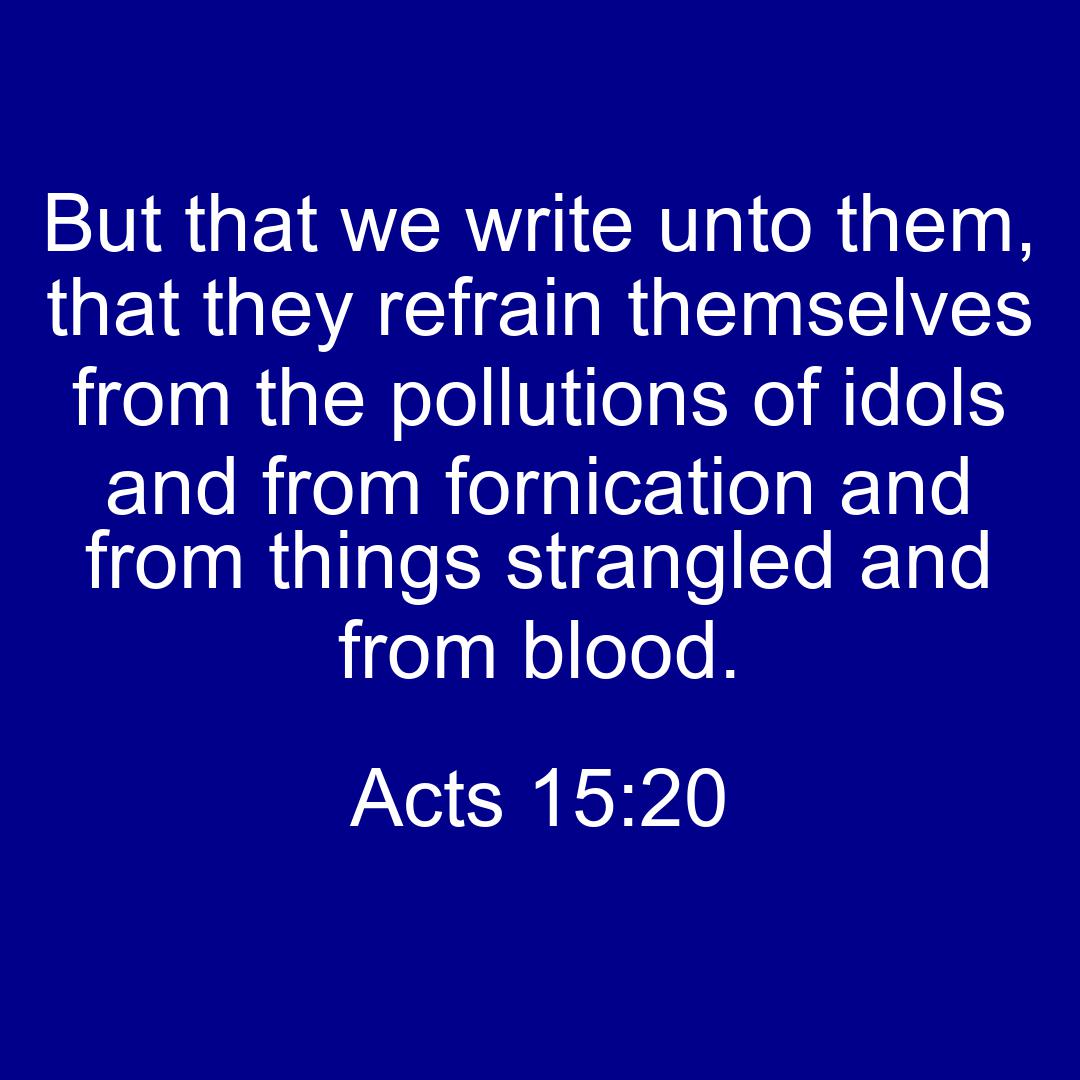 But that we write unto them,
that they refrain themselves
from the pollutions of idols
and from fornication and
from things strangled and
from blood.
Acts 15:20